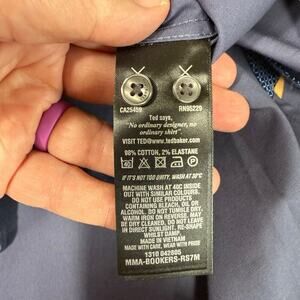 CA25459 RN95229
Ted says,
"No ordinary designer, no
ordinary shirt".
VISIT TED@www.tedbaker.com
98% COTTON, 2% ELASTANE
40
IF IT'S NOT TOO DIRTY, WASH AT 30°C
MACHINE WASH AT 40C INSIDE
OUT WITH SIMILAR COLOURS.
DO NOT USE PRODUCTS
CONTAINING BLEACH, OIL OR
ALCOHOL. DO NOT TUMBLE DRY.
WARM IRON ON REVERSE. MAY
BE DRY CLEANED. DO NOT LEAVE
IN DIRECT SUNLIGHT. RE-SHAPE
WHILST DAMP.
MADE IN VIETNAM
MADE WITH CARE, WEAR WITH PRIDE
1310 042805
MMA-BOOKERS-RS7M